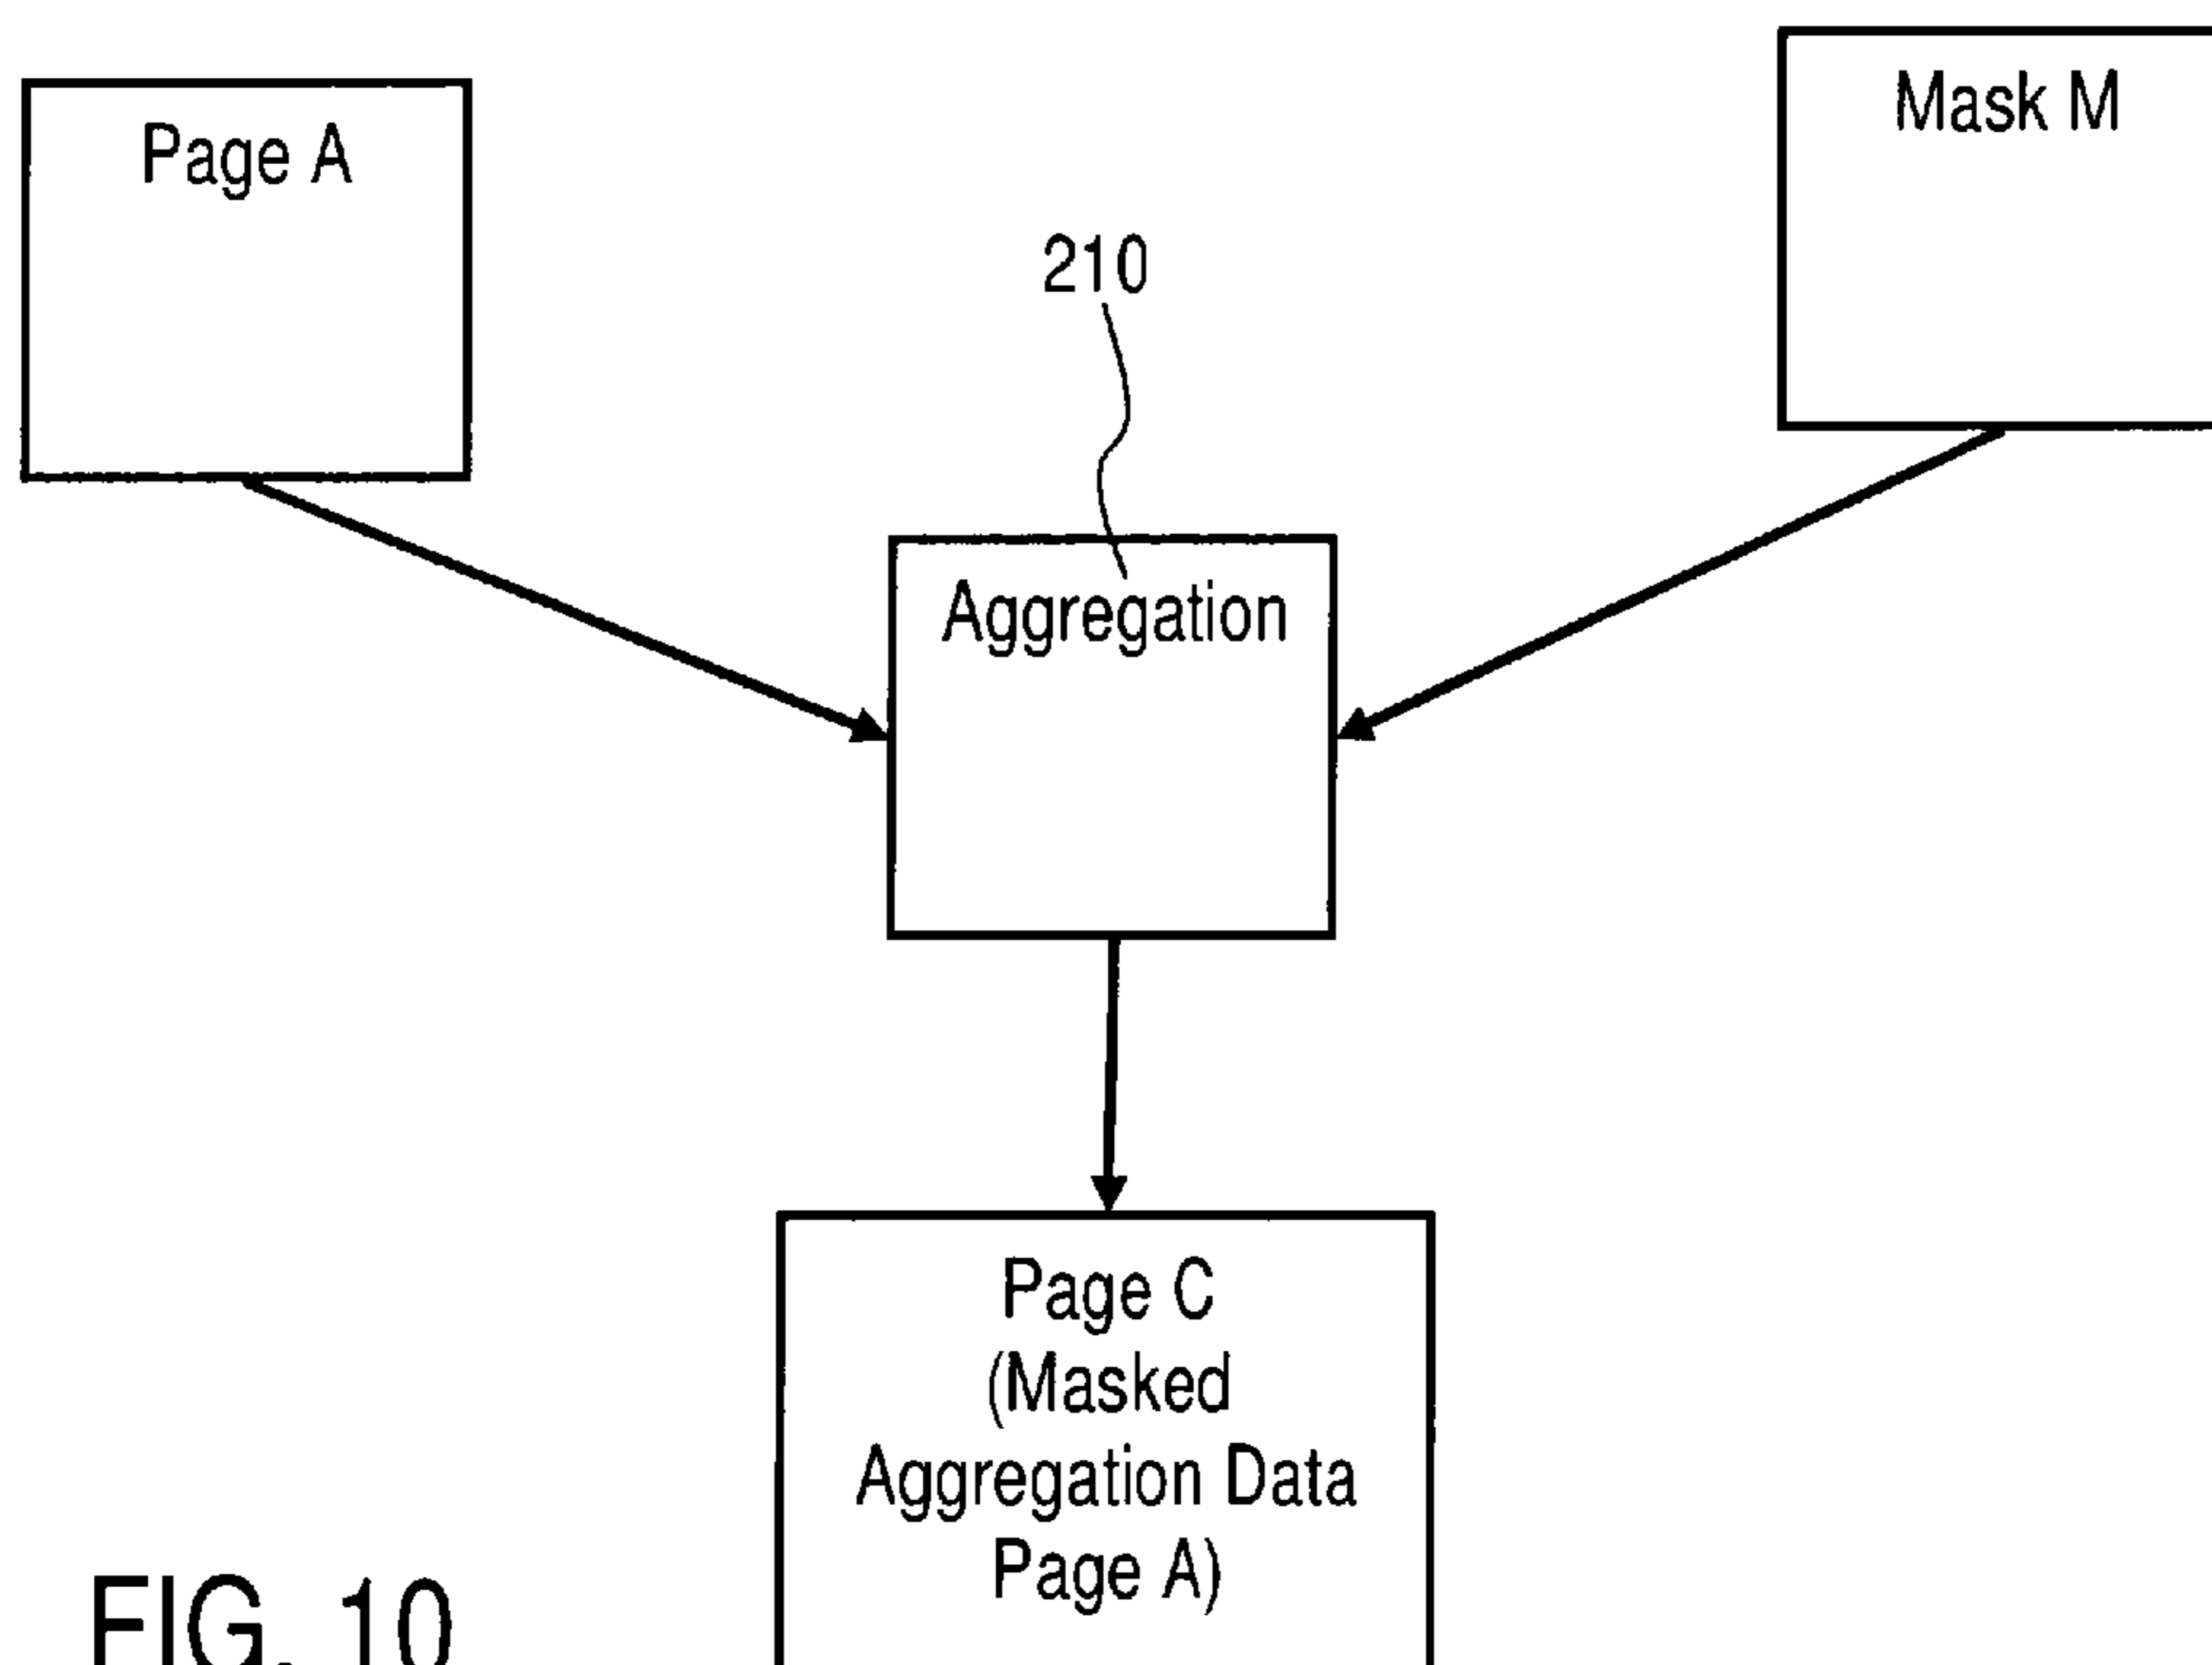 Page A
Mask M
210
Aggregation
Page C
(Masked
Aggregation Data
Page A)
FIG. 10